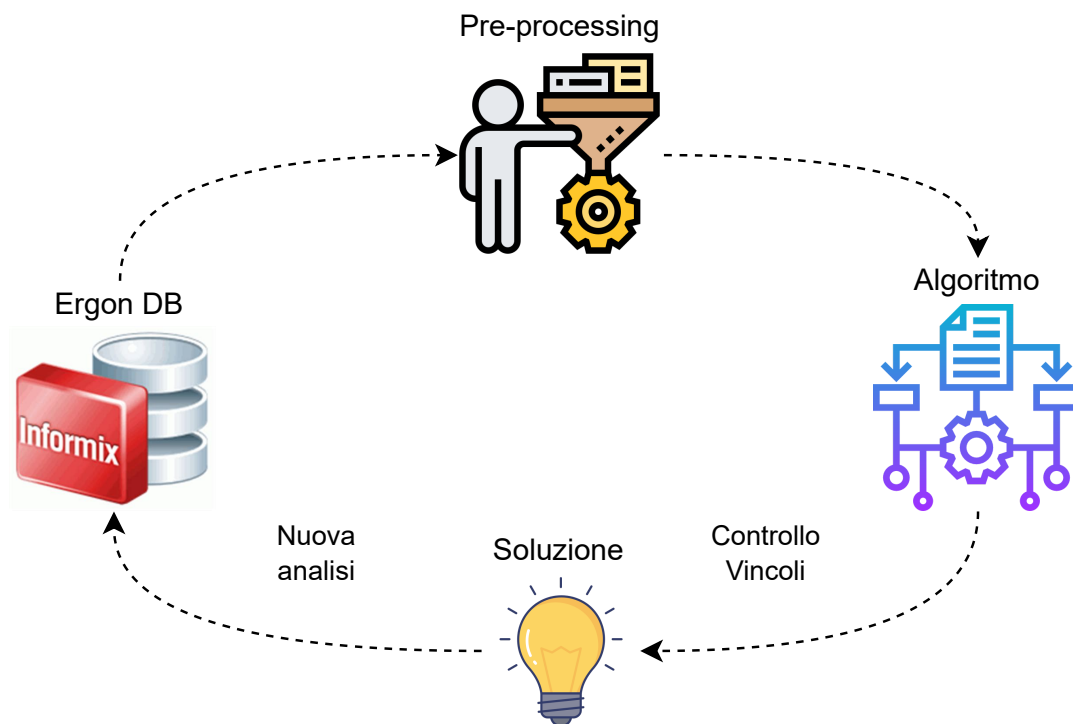 Pre-processing
Algoritmo
Ergon DB
Informix
Nuova
analisi
Soluzione
Controllo
Vincoli